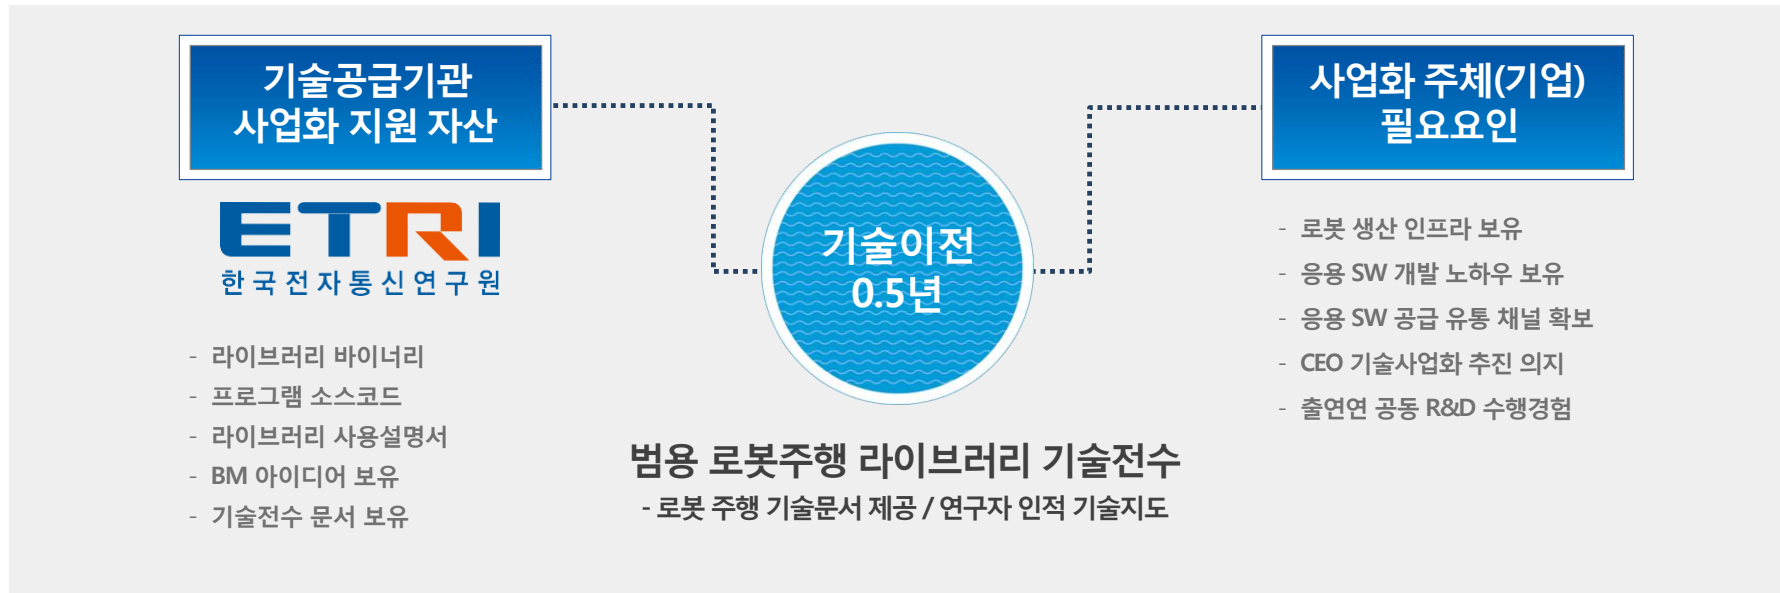 기술공급기관
사업화 지원 자산
ETRI
한국전자통신연구원
- 라이브러리 바이너리
- 프로그램 소스코드
- 라이브러리 사용설명서
- BM 아이디어 보유
- 기술전수 문서 보유
기술이전
0.5년
범용 로봇주행 라이브러리 기술전수
- 로봇 주행 기술문서 제공 / 연구자 인적 기술지도
사업화 주체(기업)
필요요인
- 로봇 생산 인프라 보유
- 응용 SW 개발 노하우 보유
- 응용 SW 공급 유통 채널 확보
- CEO 기술사업화 추진 의지
- 출연연 공동 R&D 수행경험